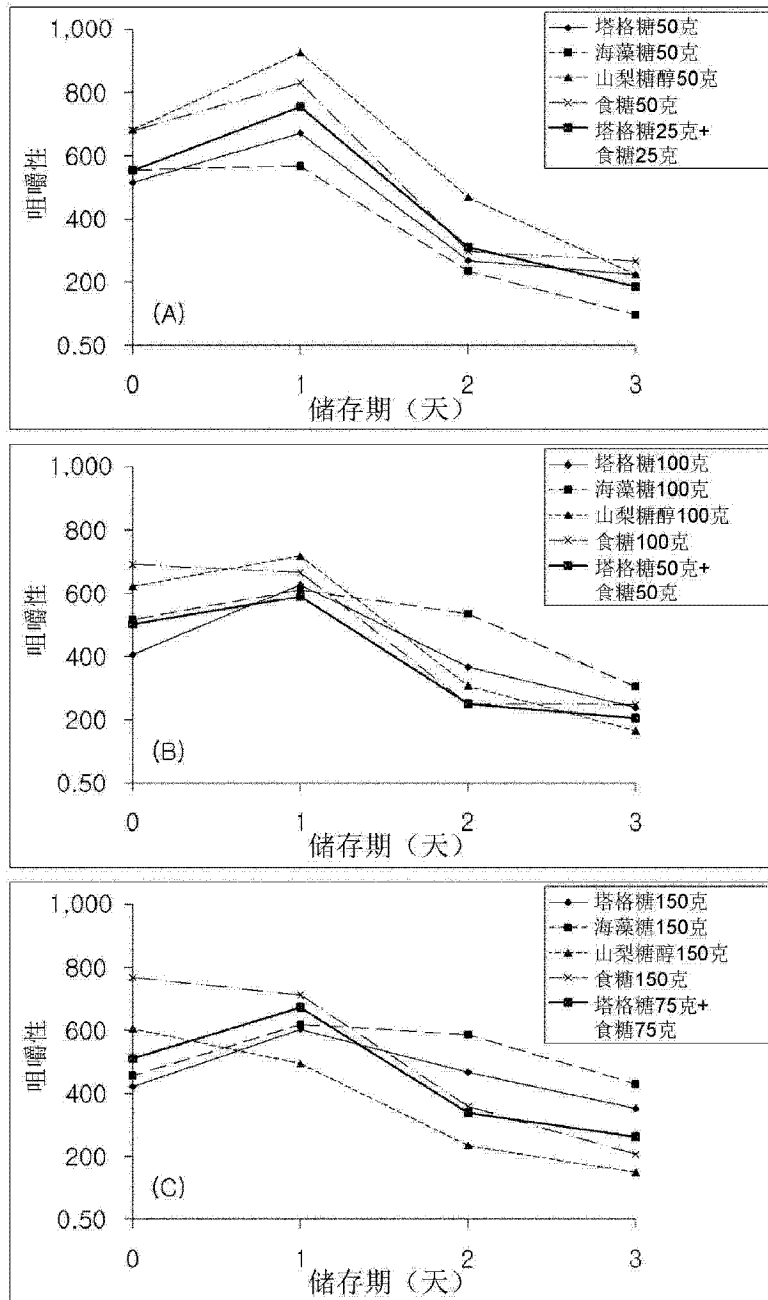 1,000
800
600
400
200
0.50
咀嚼性
(A)
0
1
2
3
储存期（天）
塔格糖50克
海藻糖50克
山梨糖醇50克
食糖50克
塔格糖25克+
食糖25克
1,000
800
600
400
200
0.50
咀嚼性
(B)
0
1
2
3
储存期（天）
塔格糖100克
海藻糖100克
山梨糖醇100克
食糖100克
塔格糖50克+
食糖50克
1,000
800
600
400
200
0.50
咀嚼性
(C)
0
1
2
3
储存期（天）
塔格糖150克
海藻糖150克
山梨糖醇150克
食糖150克
塔格糖75克+
食糖75克